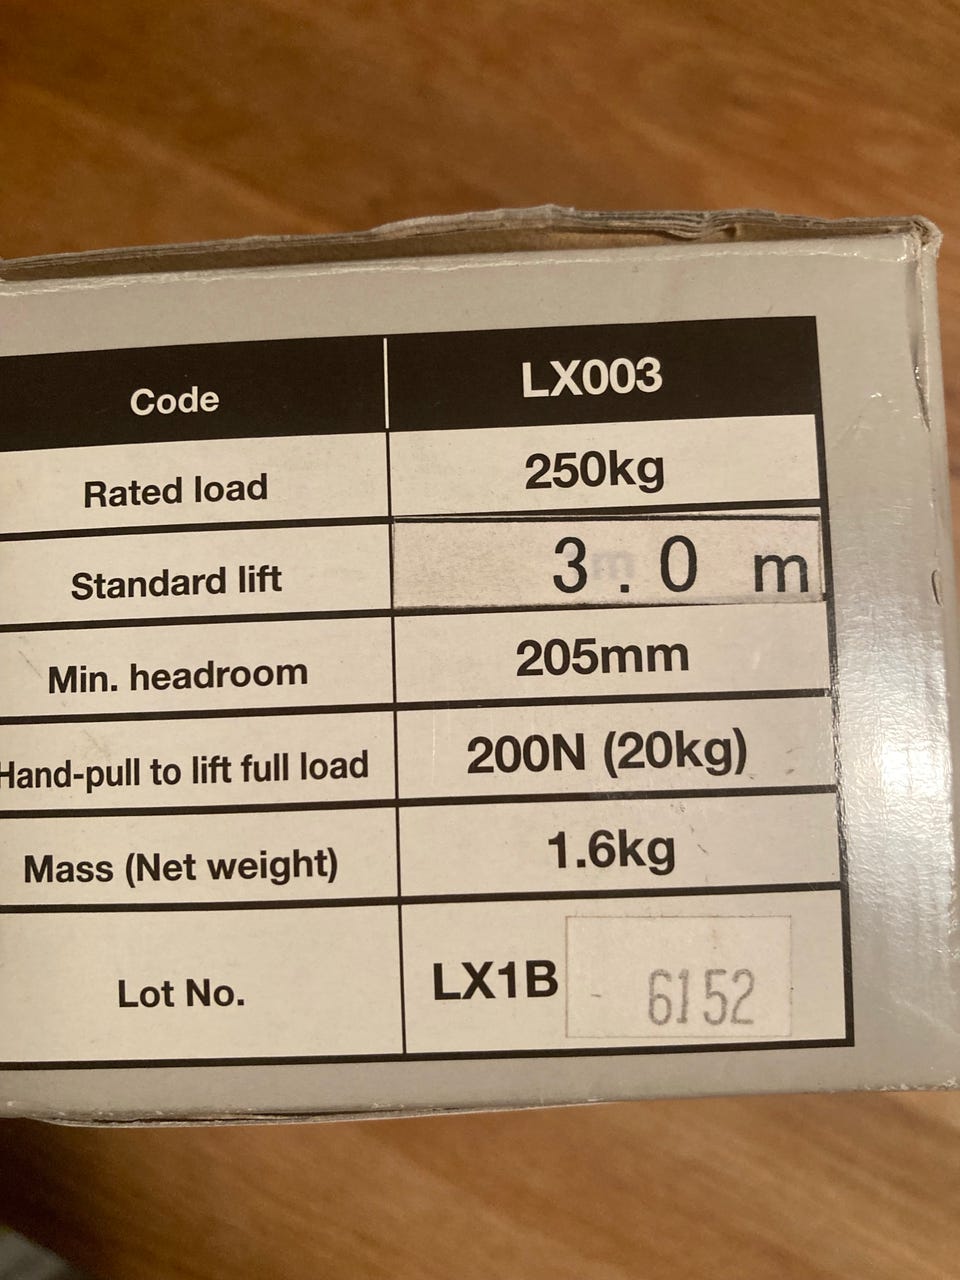 Code LX003
Rated load 250kg
Standard lift 3.0 m
Min. headroom 205mm
Hand-pull to lift full load 200N (20kg)
Mass (Net weight) 1.6kg
Lot No. LX1B - 6152